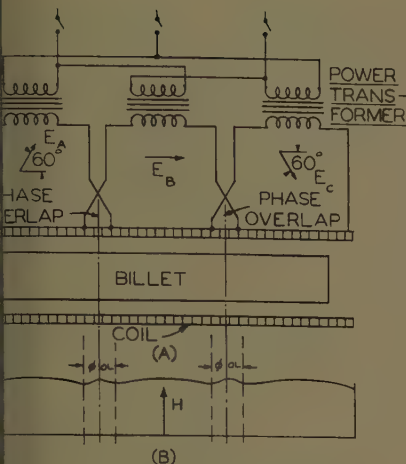 POWER
TRANS-
FORMER
E_A
60°
E_B
60°
E_C
HASE
ERLAP
PHASE
OVERLAP
BILLET
COIL
(A)
φ OL
φ OL
H
(B)